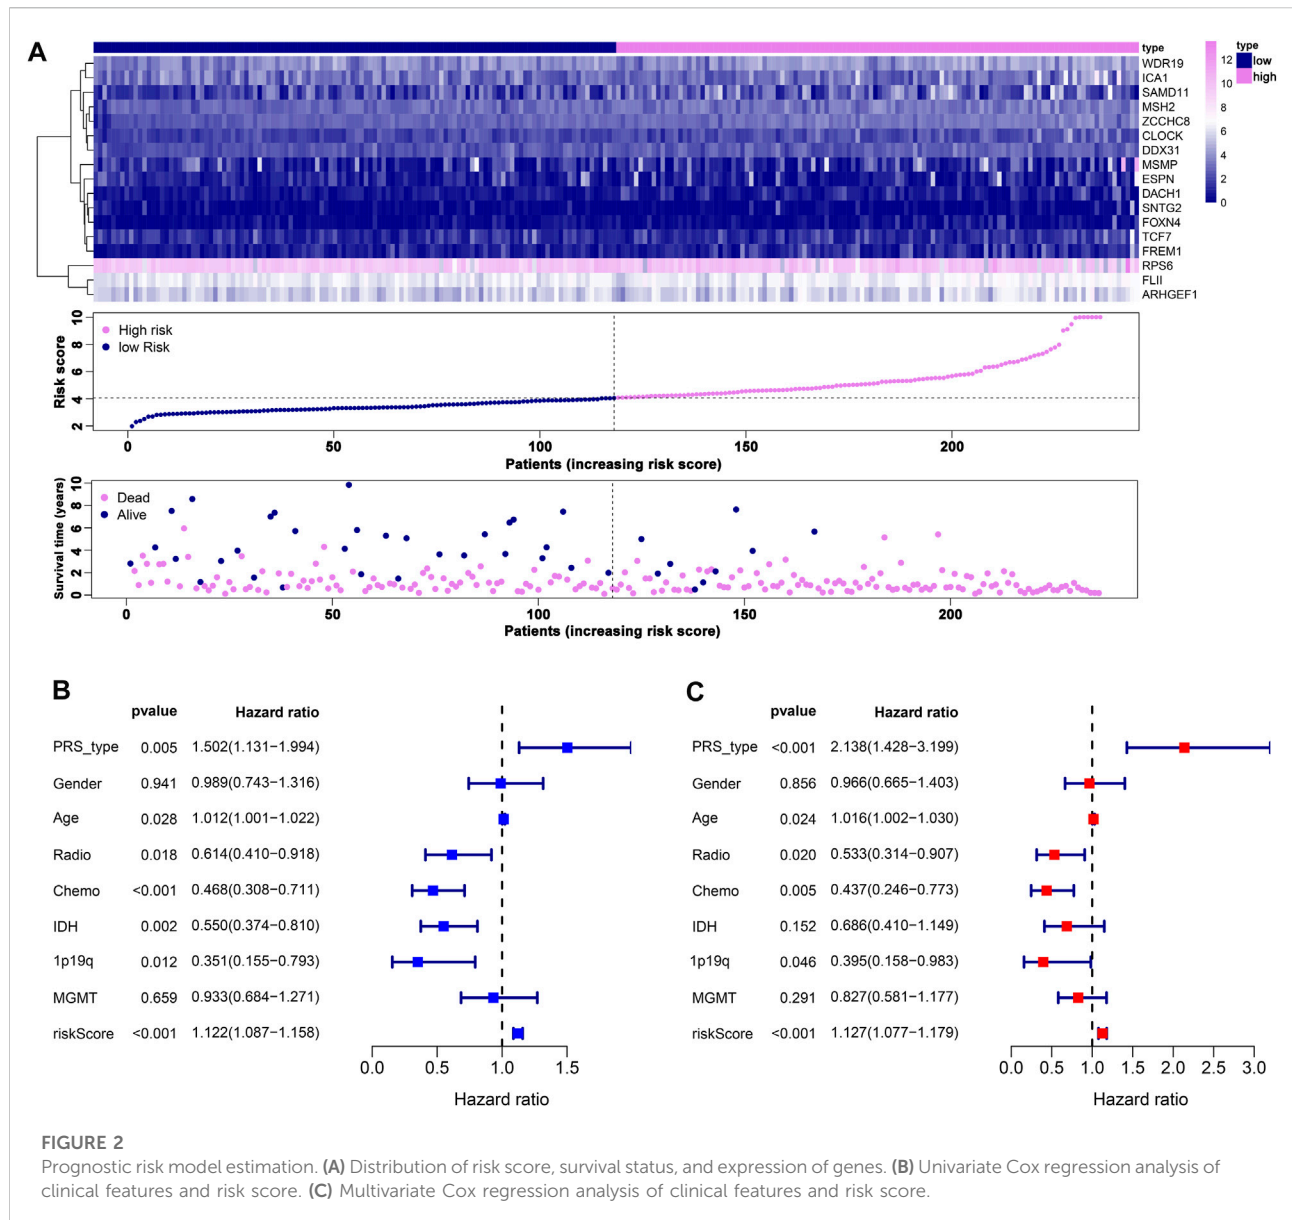 A
type
WDR19
ICA1
SAMD11
MSH2
ZCCHC8
CLOCK
DDX31
MSMP
ESPN
DACH1
SNTG2
FOXN4
TCF7
FREM1
RPS6
FLII
ARHGEF1
12
10
8
6
4
2
0
type
low
high
High risk
low Risk
Risk score
10
8
6
4
2
0 50 100 150 200
Patients (increasing risk score)
Dead
Alive
Survival time (years)
10
8
6
4
2
0
0 50 100 150 200
Patients (increasing risk score)
B
pvalue Hazard ratio
PRS_type 0.005 1.502(1.131−1.994)
Gender 0.941 0.989(0.743−1.316)
Age 0.028 1.012(1.001−1.022)
Radio 0.018 0.614(0.410−0.918)
Chemo <0.001 0.468(0.308−0.711)
IDH 0.002 0.550(0.374−0.810)
1p19q 0.012 0.351(0.155−0.793)
MGMT 0.659 0.933(0.684−1.271)
riskScore <0.001 1.122(1.087−1.158)
0.0 0.5 1.0 1.5
Hazard ratio
C
pvalue Hazard ratio
PRS_type <0.001 2.138(1.428−3.199)
Gender 0.856 0.966(0.665−1.403)
Age 0.024 1.016(1.002−1.030)
Radio 0.020 0.533(0.314−0.907)
Chemo 0.005 0.437(0.246−0.773)
IDH 0.152 0.686(0.410−1.149)
1p19q 0.046 0.395(0.158−0.983)
MGMT 0.291 0.827(0.581−1.177)
riskScore <0.001 1.127(1.077−1.179)
0.0 0.5 1.0 1.5 2.0 2.5 3.0
Hazard ratio
FIGURE 2
Prognostic risk model estimation. (A) Distribution of risk score, survival status, and expression of genes. (B) Univariate Cox regression analysis of
clinical features and risk score. (C) Multivariate Cox regression analysis of clinical features and risk score.